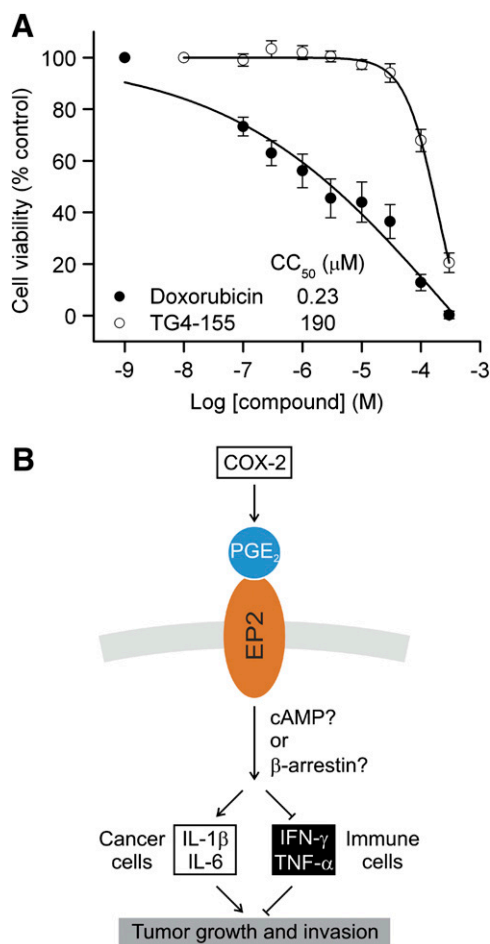 A
Cell viability (% control)
100
80
60
40
20
0
CC50 (μM)
Doxorubicin 0.23
TG4-155 190
-9 -8 -7 -6 -5 -4 -3
Log [compound] (M)
B
COX-2
PGE2
EP2
cAMP?
or
β-arrestin?
Cancer cells
IL-1β
IL-6
IFN-γ
TNF-α
Immune cells
Tumor growth and invasion